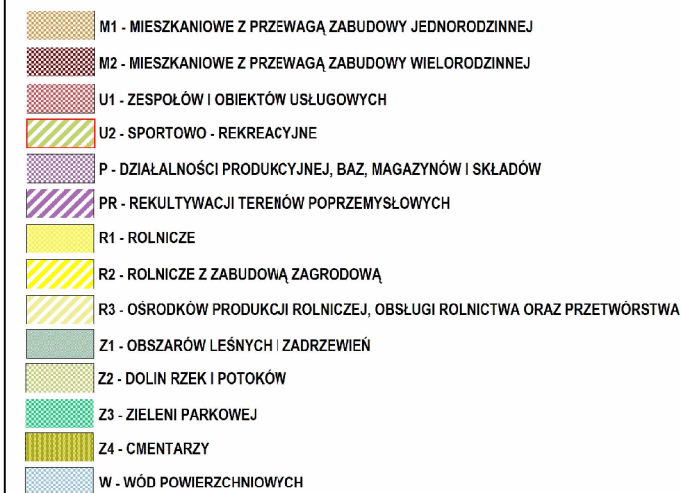 M1 - MIESZKANIOWE Z PRZEWAGĄ ZABUDOWY JEDNORODZINNEJ
M2 - MIESZKANIOWE Z PRZEWAGĄ ZABUDOWY WIELORODZINNEJ
U1 - ZESPOŁÓW I OBIEKTÓW USŁUGOWYCH
U2 - SPORTOWO - REKREACYJNE
P - DZIAŁALNOŚCI PRODUKCYJNEJ, BAZ, MAGAZYNÓW I SKŁADÓW
PR - REKULTYWACJI TERENÓW POPRZEMYSŁOWYCH
R1 - ROLNICZE
R2 - ROLNICZE Z ZABUDOWĄ ZAGRODOWĄ
R3 - OŚRODKÓW PRODUKCJI ROLNICZEJ, OBSŁUGI ROLNICTWA ORAZ PRZETWÓRSTWA
Z1 - OBSZARÓW LEŚNYCH I ZADRZEWIEŃ
Z2 - DOLIN RZEK I POTOKÓW
Z3 - ZIELENI PARKOWEJ
Z4 - CMENTARZY
W - WÓD POWIERZCHNIOWYCH